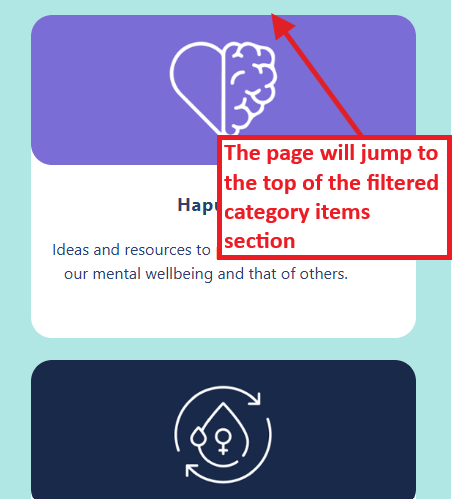 The page will jump to
the top of the filtered
category items
section
Hapu
Ideas and resources to
our mental wellbeing and that of others.